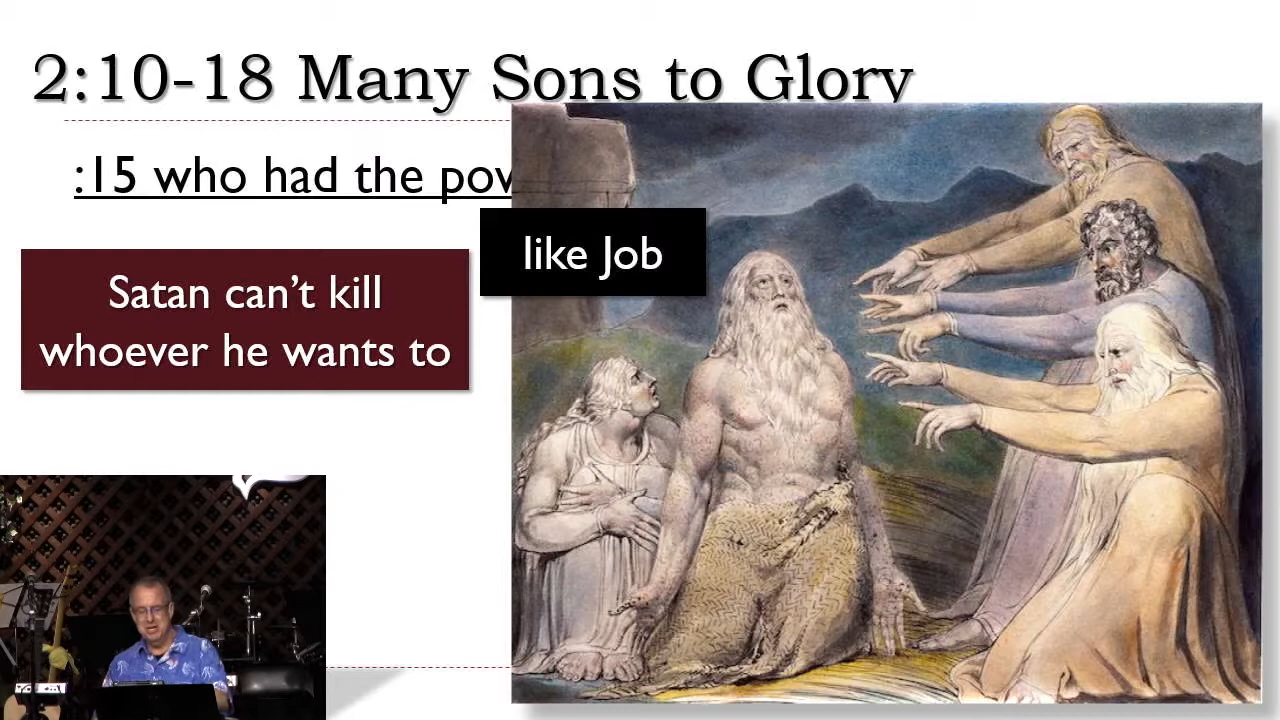 2:10-18 Many Sons to Glory
:15 who had the pow
like Job
Satan can’t kill
whoever he wants to